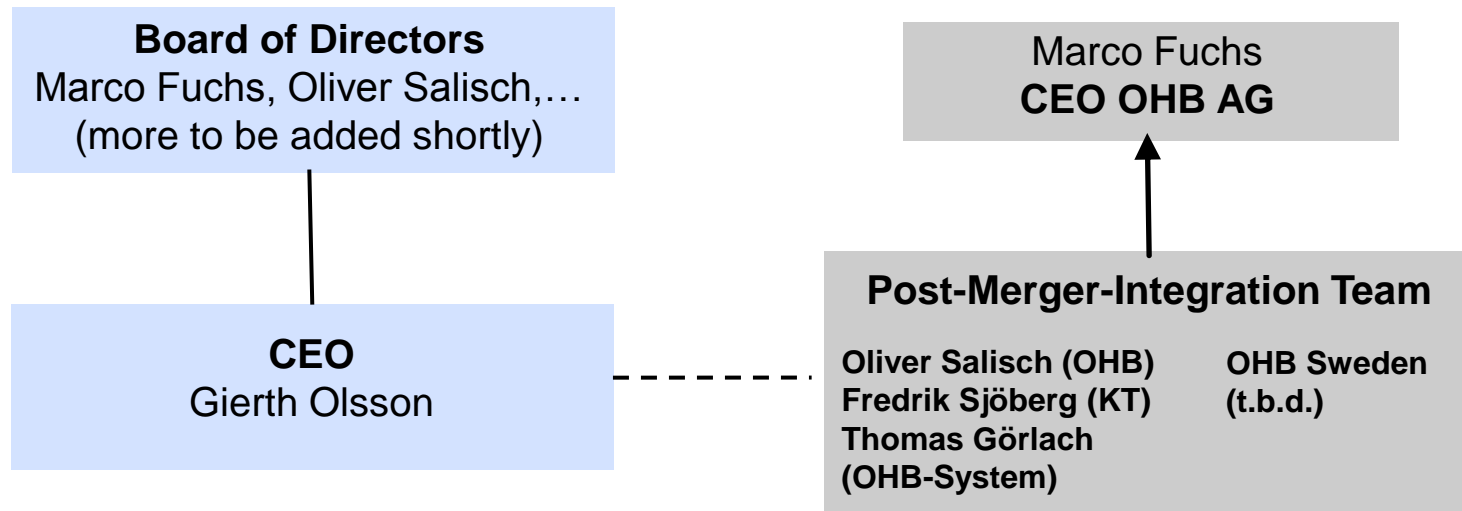 Board of Directors
Marco Fuchs, Oliver Salisch,…
(more to be added shortly)
Marco Fuchs
CEO OHB AG
CEO
Gierth Olsson
Post-Merger-Integration Team
Oliver Salisch (OHB)
Fredrik Sjöberg (KT)
Thomas Görlach
(OHB-System)
OHB Sweden
(t.b.d.)